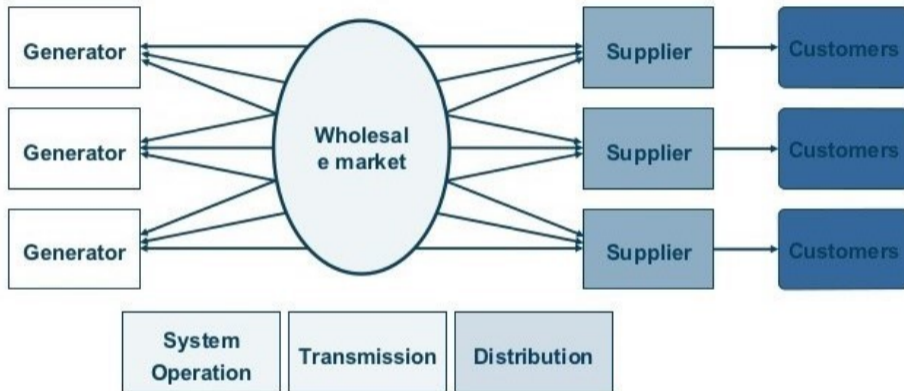 Generator
Supplier
Customers
Generator
Wholesal
e market
Supplier
Customers
Generator
Supplier
Customers
System
Operation
Transmission
Distribution